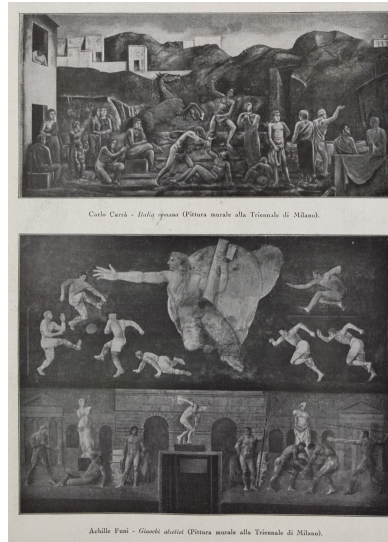 Carlo Carrà - Italia romana (Pittura murale alla Triennale di Milano).
Achille Funi - Giuochi atletici (Pittura murale alla Triennale di Milano).